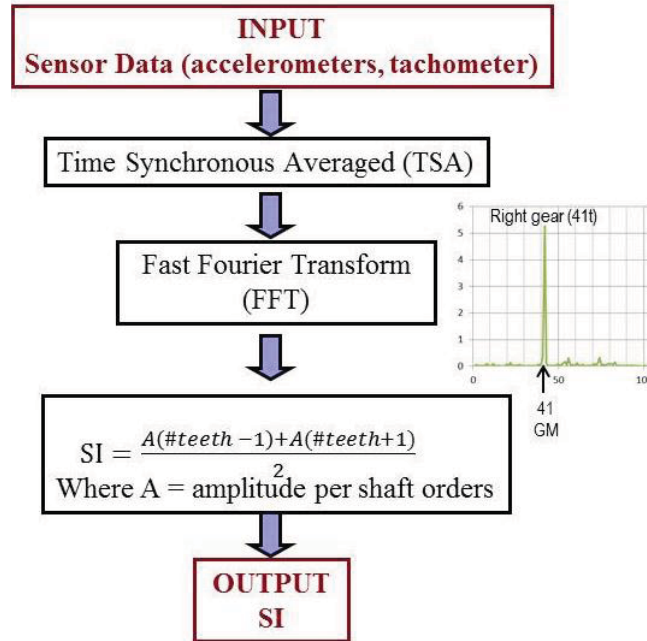 INPUT
Sensor Data (accelerometers, tachometer)
Time Synchronous Averaged (TSA)
Fast Fourier Transform
(FFT)
Right gear (41t)
6
5
4
3
2
1
0
0 50 100
41
GM
SI = A(#teeth −1)+A(#teeth+1)
2
Where A = amplitude per shaft orders
OUTPUT
SI